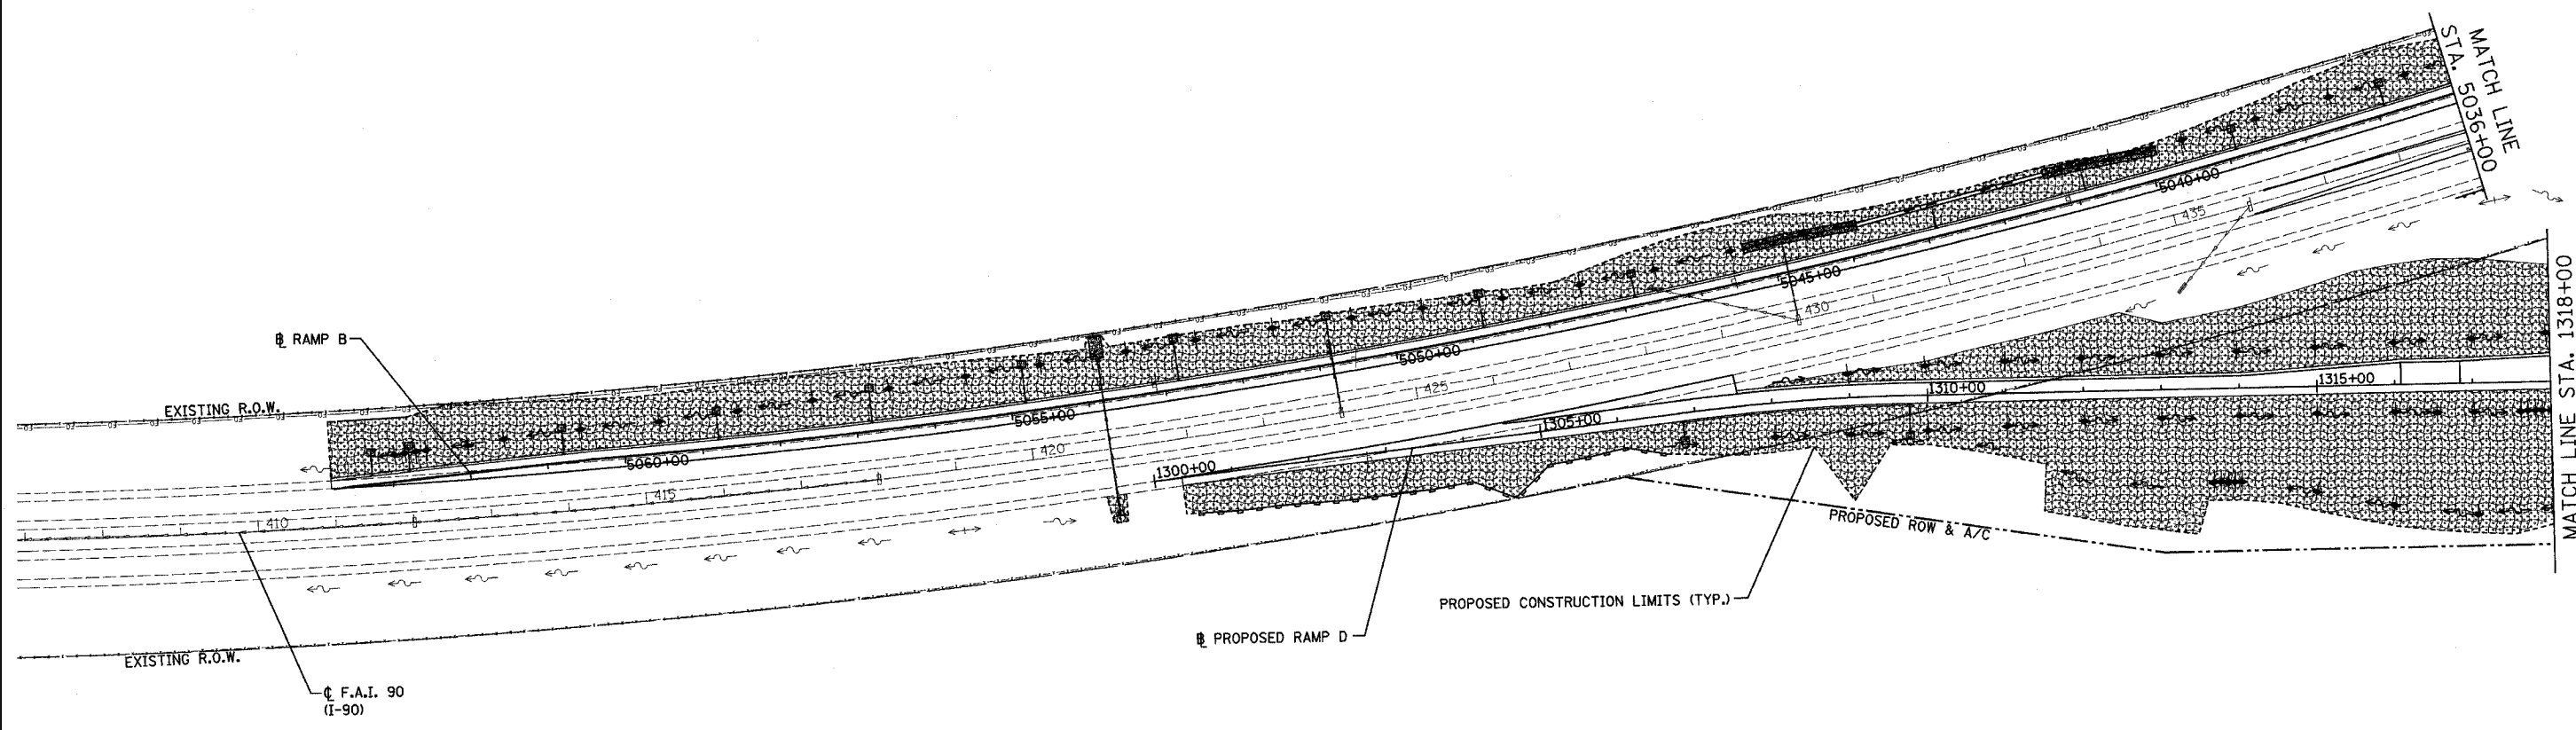 MATCH LINE
STA. 5036+00
5040+00
435
5045+00
430
MATCH LINE STA. 1318+00
℄ RAMP B
5050+00
1315+00
1310+00
425
EXISTING R.O.W.
5055+00
1305+00
420
5060+00
1300+00
415
410
PROPOSED ROW & A/C
PROPOSED CONSTRUCTION LIMITS (TYP.)
℄ PROPOSED RAMP D
EXISTING R.O.W.
℄ F.A.I. 90
(I-90)